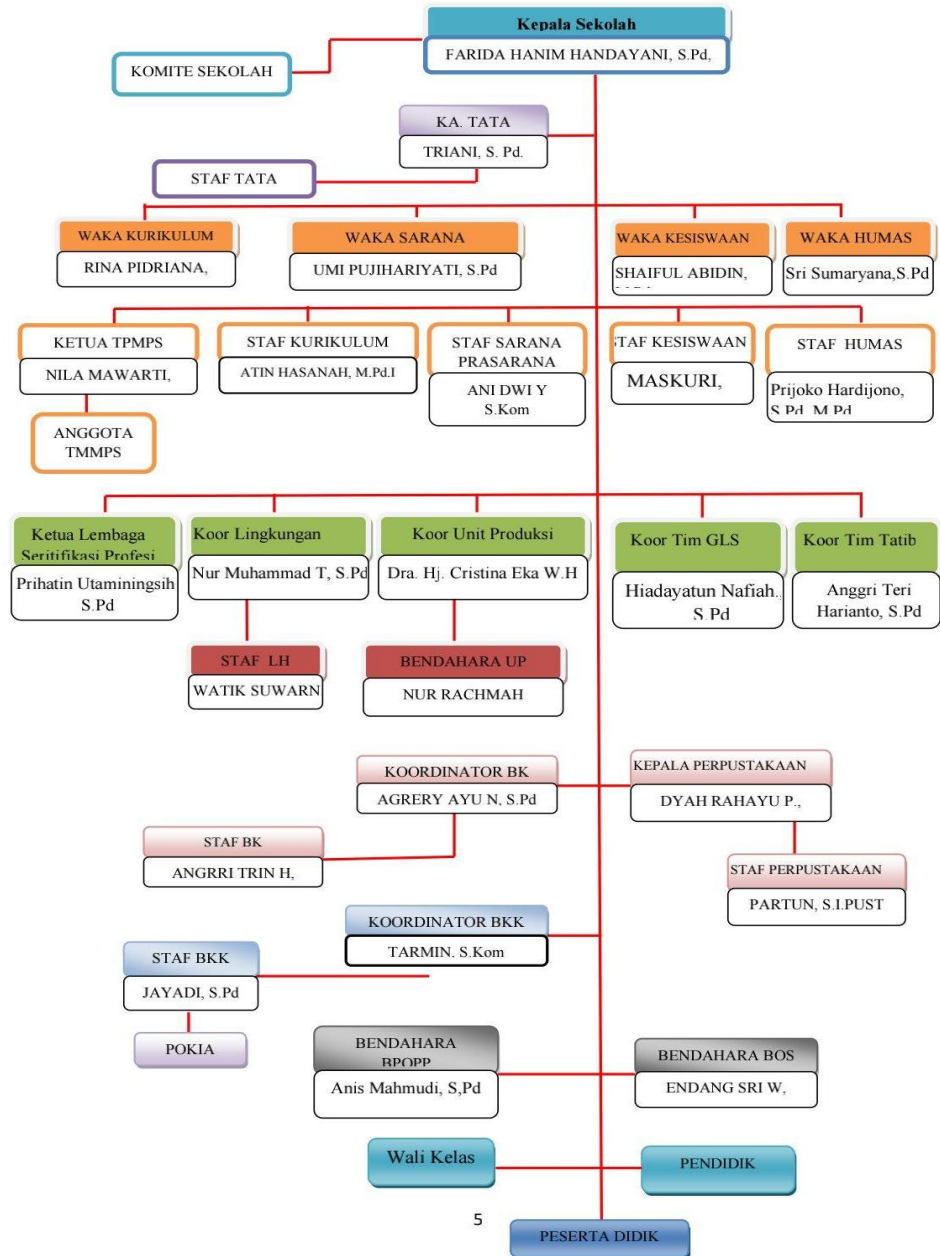 Kepala Sekolah
FARIDA HANIM HANDAYANI, S.Pd,
KOMITE SEKOLAH
KA. TATA
TRIANI, S. Pd.
STAF TATA
WAKA KURIKULUM
RINA PIDRIANA,
WAKA SARANA
UMI PUJIHARIYATI, S.Pd
WAKA KESISWAAN
SHAIFUL ABIDIN,
WAKA HUMAS
Sri Sumaryana,S.Pd
KETUA TPMPS
NILA MAWARTI,
STAF KURIKULUM
ATIN HASANAH, M.Pd.I
STAF SARANA
PRASARANA
ANI DWI Y
S.Kom
STAF KESISWAAN
MASKURI,
STAF HUMAS
Prijoko Hardijono,
S.Pd, M.Pd
ANGGOTA
TMMPS
Ketua Lembaga
Seritifikasi Profesi
Prihatin Utaminingsih
S.Pd
Koor Lingkungan
Nur Muhammad T, S.Pd
Koor Unit Produksi
Dra. Hj. Cristina Eka W.H
Koor Tim GLS
Hiadayatun Nafiah.,
S.Pd
Koor Tim Tatib
Anggri Teri
Harianto, S.Pd
STAF LH
WATIK SUWARN
BENDAHARA UP
NUR RACHMAH
KOORDINATOR BK
AGRERY AYU N, S.Pd
KEPALA PERPUSTAKAAN
DYAH RAHAYU P.,
STAF BK
ANGRRI TRIN H,
STAF PERPUSTAKAAN
PARTUN, S.I.PUST
KOORDINATOR BKK
TARMIN. S.Kom
STAF BKK
JAYADI, S.Pd
POKIA
BENDAHARA
BPOPP
Anis Mahmudi, S,Pd
BENDAHARA BOS
ENDANG SRI W,
Wali Kelas
PENDIDIK
5
PESERTA DIDIK